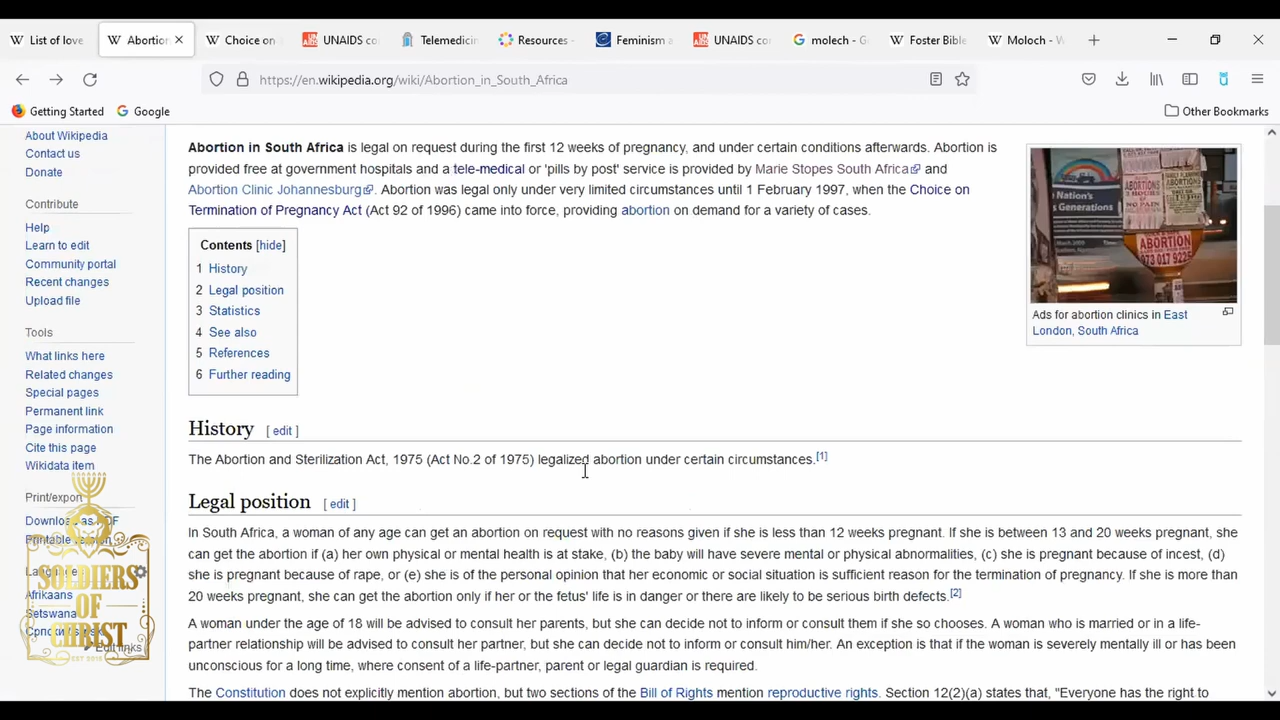 List of love
Abortion
Choice on
UNAIDS co
Telemedicin
Resources -
Feminism a
UNAIDS co
molech - G
Foster Bible
Moloch - W
https://en.wikipedia.org/wiki/Abortion_in_South_Africa
Getting Started
Google
Other Bookmarks
About Wikipedia
Contact us
Donate
Contribute
Help
Learn to edit
Community portal
Recent changes
Upload file
Tools
What links here
Related changes
Special pages
Permanent link
Page information
Cite this page
Wikidata item
Print/export
Download as PDF
Printable version
Afrikaans
Setswana
Edit links
SOLDIERS
OF
CHRIST
Abortion in South Africa is legal on request during the first 12 weeks of pregnancy, and under certain conditions afterwards. Abortion is
provided free at government hospitals and a tele-medical or 'pills by post' service is provided by Marie Stopes South Africa and
Abortion Clinic Johannesburg. Abortion was legal only under very limited circumstances until 1 February 1997, when the Choice on
Termination of Pregnancy Act (Act 92 of 1996) came into force, providing abortion on demand for a variety of cases.
Contents [hide]
1 History
2 Legal position
3 Statistics
4 See also
5 References
6 Further reading
Nation's
Generations
ABORTIONS
NO PAIN
ABORTION
073 017 9225
Ads for abortion clinics in East
London, South Africa
History [ edit ]
The Abortion and Sterilization Act, 1975 (Act No.2 of 1975) legalized abortion under certain circumstances.[1]
Legal position [ edit ]
In South Africa, a woman of any age can get an abortion on request with no reasons given if she is less than 12 weeks pregnant. If she is between 13 and 20 weeks pregnant, she
can get the abortion if (a) her own physical or mental health is at stake, (b) the baby will have severe mental or physical abnormalities, (c) she is pregnant because of incest, (d)
she is pregnant because of rape, or (e) she is of the personal opinion that her economic or social situation is sufficient reason for the termination of pregnancy. If she is more than
20 weeks pregnant, she can get the abortion only if her or the fetus' life is in danger or there are likely to be serious birth defects.[2]
A woman under the age of 18 will be advised to consult her parents, but she can decide not to inform or consult them if she so chooses. A woman who is married or in a life-
partner relationship will be advised to consult her partner, but she can decide not to inform or consult him/her. An exception is that if the woman is severely mentally ill or has been
unconscious for a long time, where consent of a life-partner, parent or legal guardian is required.
The Constitution does not explicitly mention abortion, but two sections of the Bill of Rights mention reproductive rights. Section 12(2)(a) states that, "Everyone has the right to